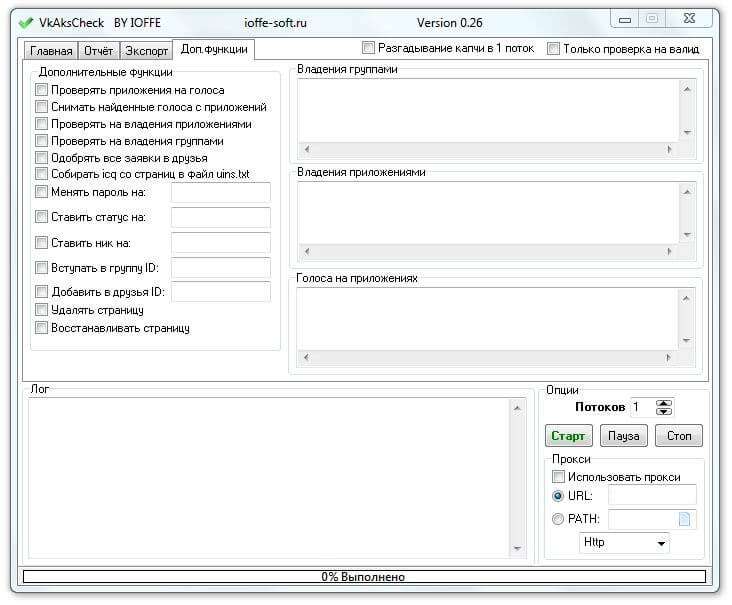 VkAksCheck BY IOFFE ioffe-soft.ru Version 0.26
Главная Отчёт Экспорт Доп.функции
Разгадывание капчи в 1 поток Только проверка на валид
Дополнительные функции
Проверять приложения на голоса
Снимать найденные голоса с приложений
Проверять на владения приложениями
Проверять на владения группами
Одобрять все заявки в друзья
Собирать icq со страниц в файл uins.txt
Менять пароль на:
Ставить статус на:
Ставить ник на:
Вступать в группу ID:
Добавить в друзья ID:
Удалять страницу
Восстанавливать страницу
Владения группами
Владения приложениями
Голоса на приложениях
Лог
Опции
Потоков 1
Старт Пауза Стоп
Прокси
Использовать прокси
URL:
PATH:
Http
0% Выполнено